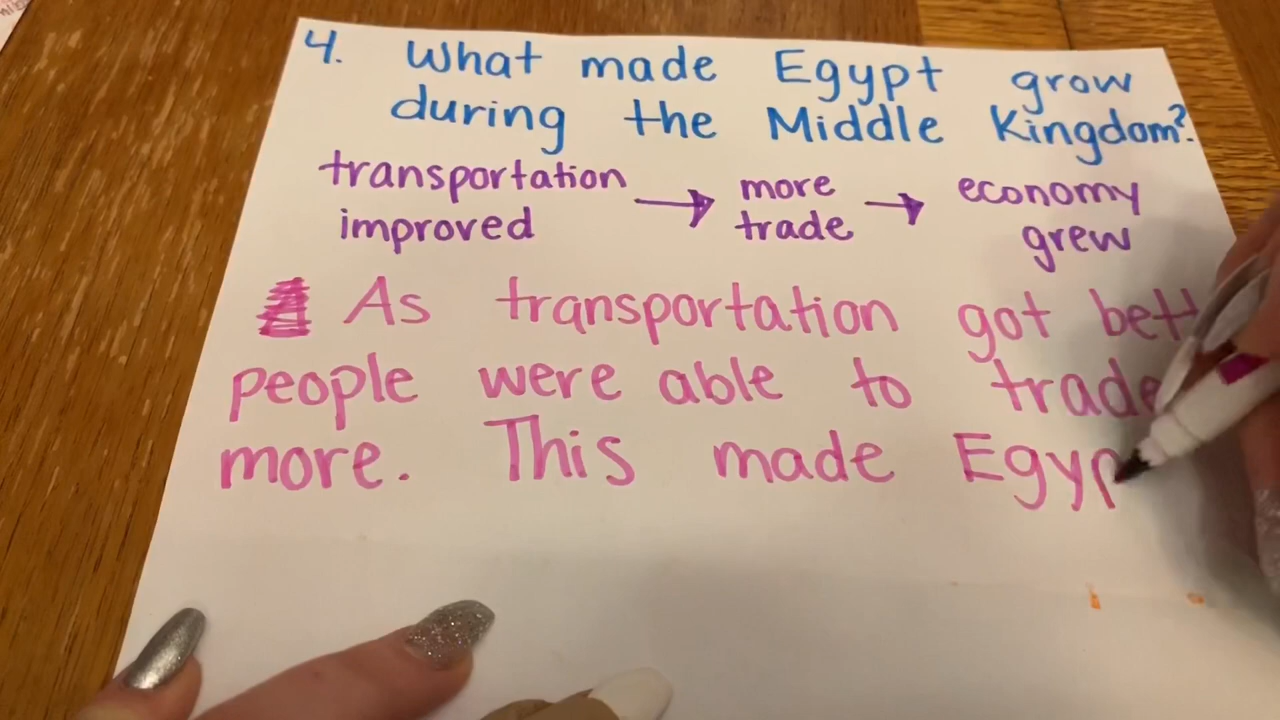 4. What made Egypt grow
during the Middle Kingdom?
transportation improved → more trade → economy grew
As transportation got bett
people were able to trade
more. This made Egyp